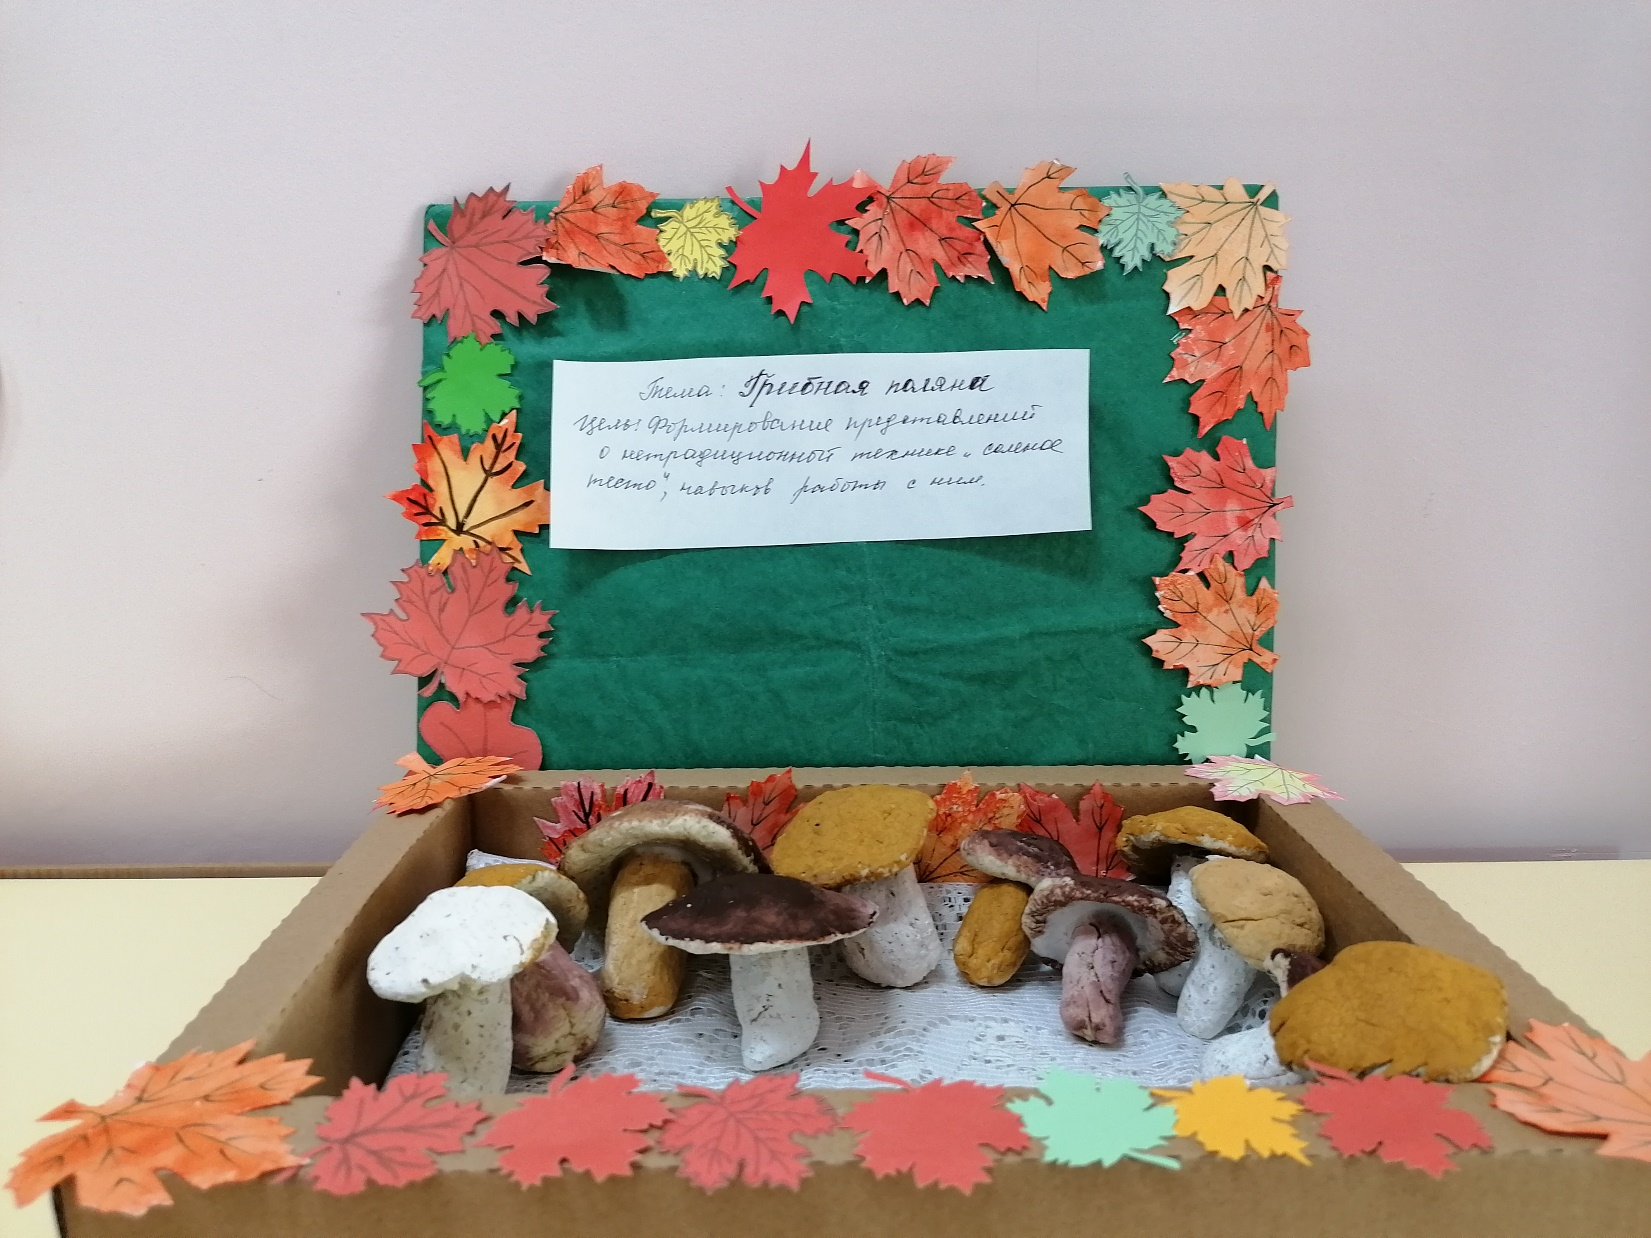 Тема: Грибная поляна
Цель: Формирование представлений
о нетрадиционной технике „соленое
тесто", навыков работы с ним.